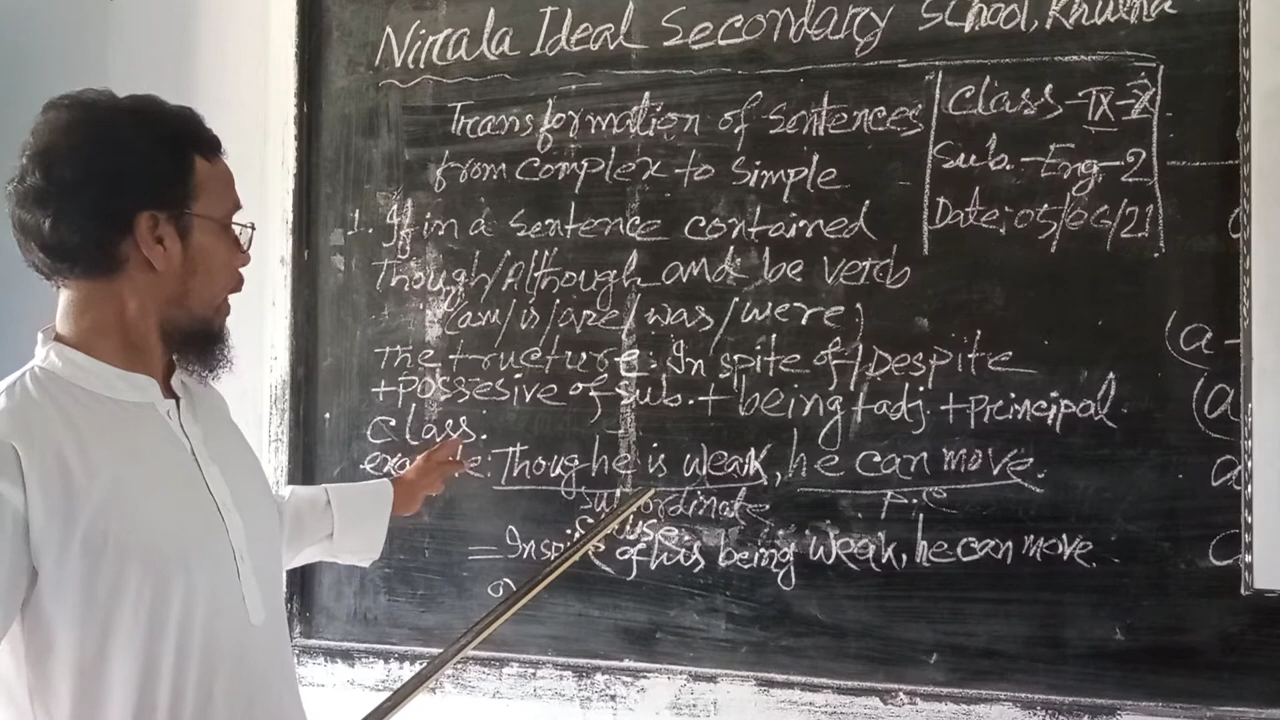 Nirala Ideal Secondary School, Khulna
Transformation of sentences
from complex to simple
Class-IX-X
Sub.-Eng-2
Date:05/06/21
1. If in a sentence contained
Though/Although and be verb
(am/is/are/was/were)
The tructure: In spite of/Despite
+possesive of sub. + being + adj. + principal
class.
Though he is weak, he can move.
subordinate P.C
= Inspite of his being weak, he can move.